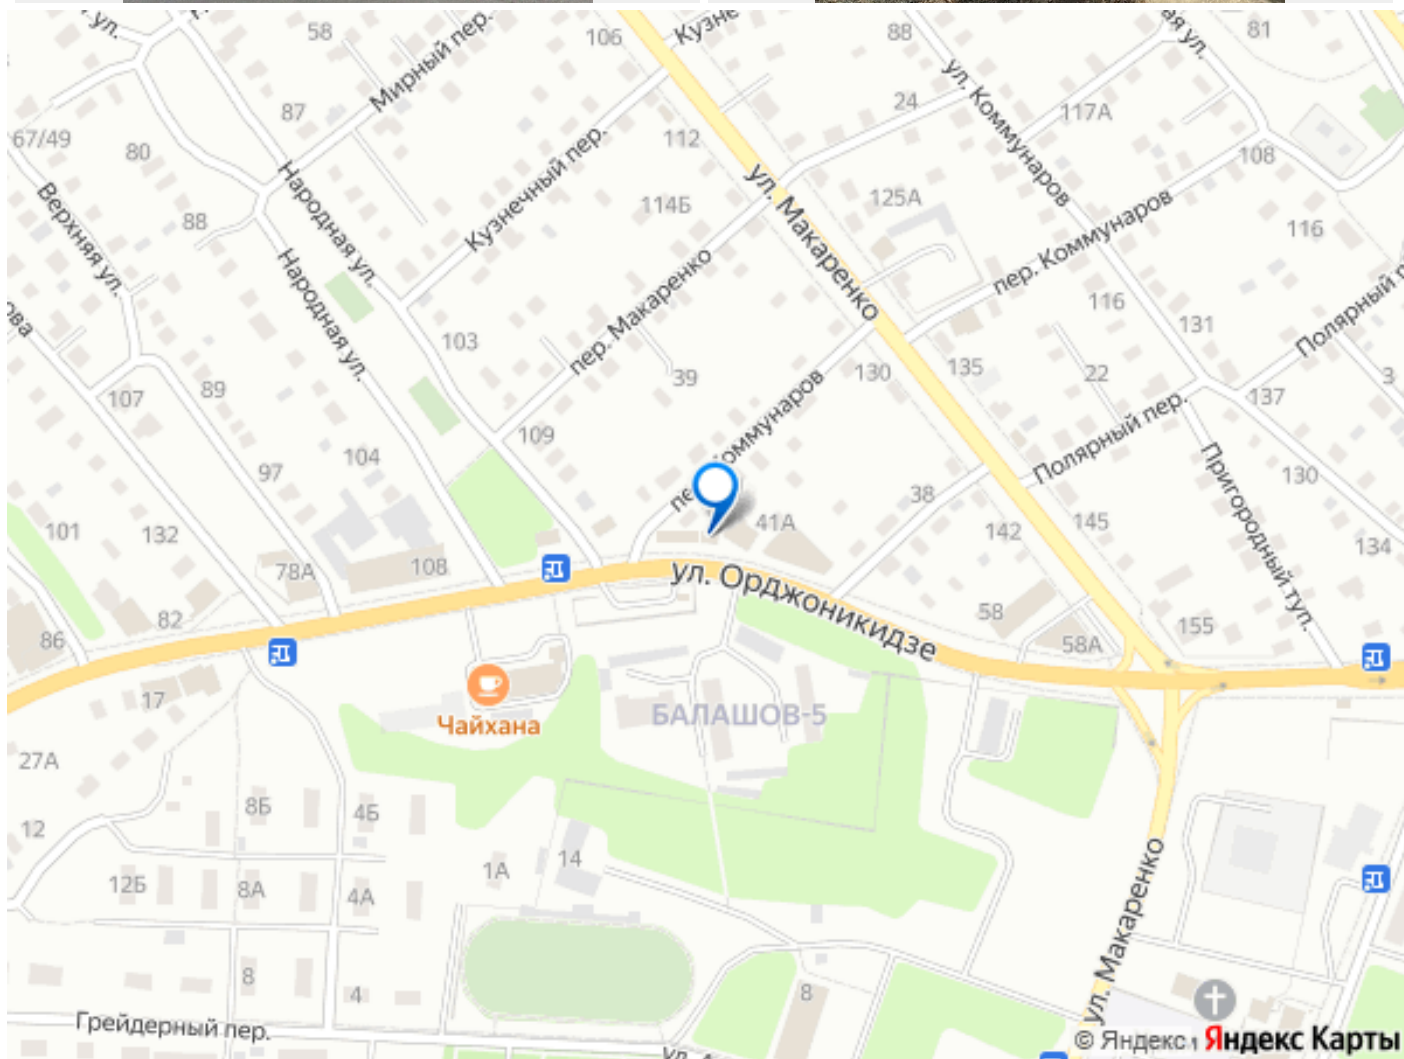 58
106
Кузне
88
ая ул.
81
ул.
Мирный пер.
87
24
117А
67/49
80
112
ул. Коммунаров
108
Народная ул.
Кузнечный пер.
ул. Макаренко
125А
Верхняя ул.
88
114Б
116
Народная ул.
пер. Макаренко
пер. Коммунаров
116
131
Полярный п
ова
103
39
130
135
22
137
3
107
89
109
Коммунаров
Полярный пер.
97
104
38
130
101
132
41А
142
145
Пригородный туп.
134
78А
108
ул. Орджоникидзе
86
82
58
155
58А
17
Чайхана
БАЛАШОВ-5
27А
8Б
4Б
12
14
1А
12Б
8А
4А
ул. Макаренко
8
4
8
Грейдерный пер.
© Яндекс Яндекс Карты